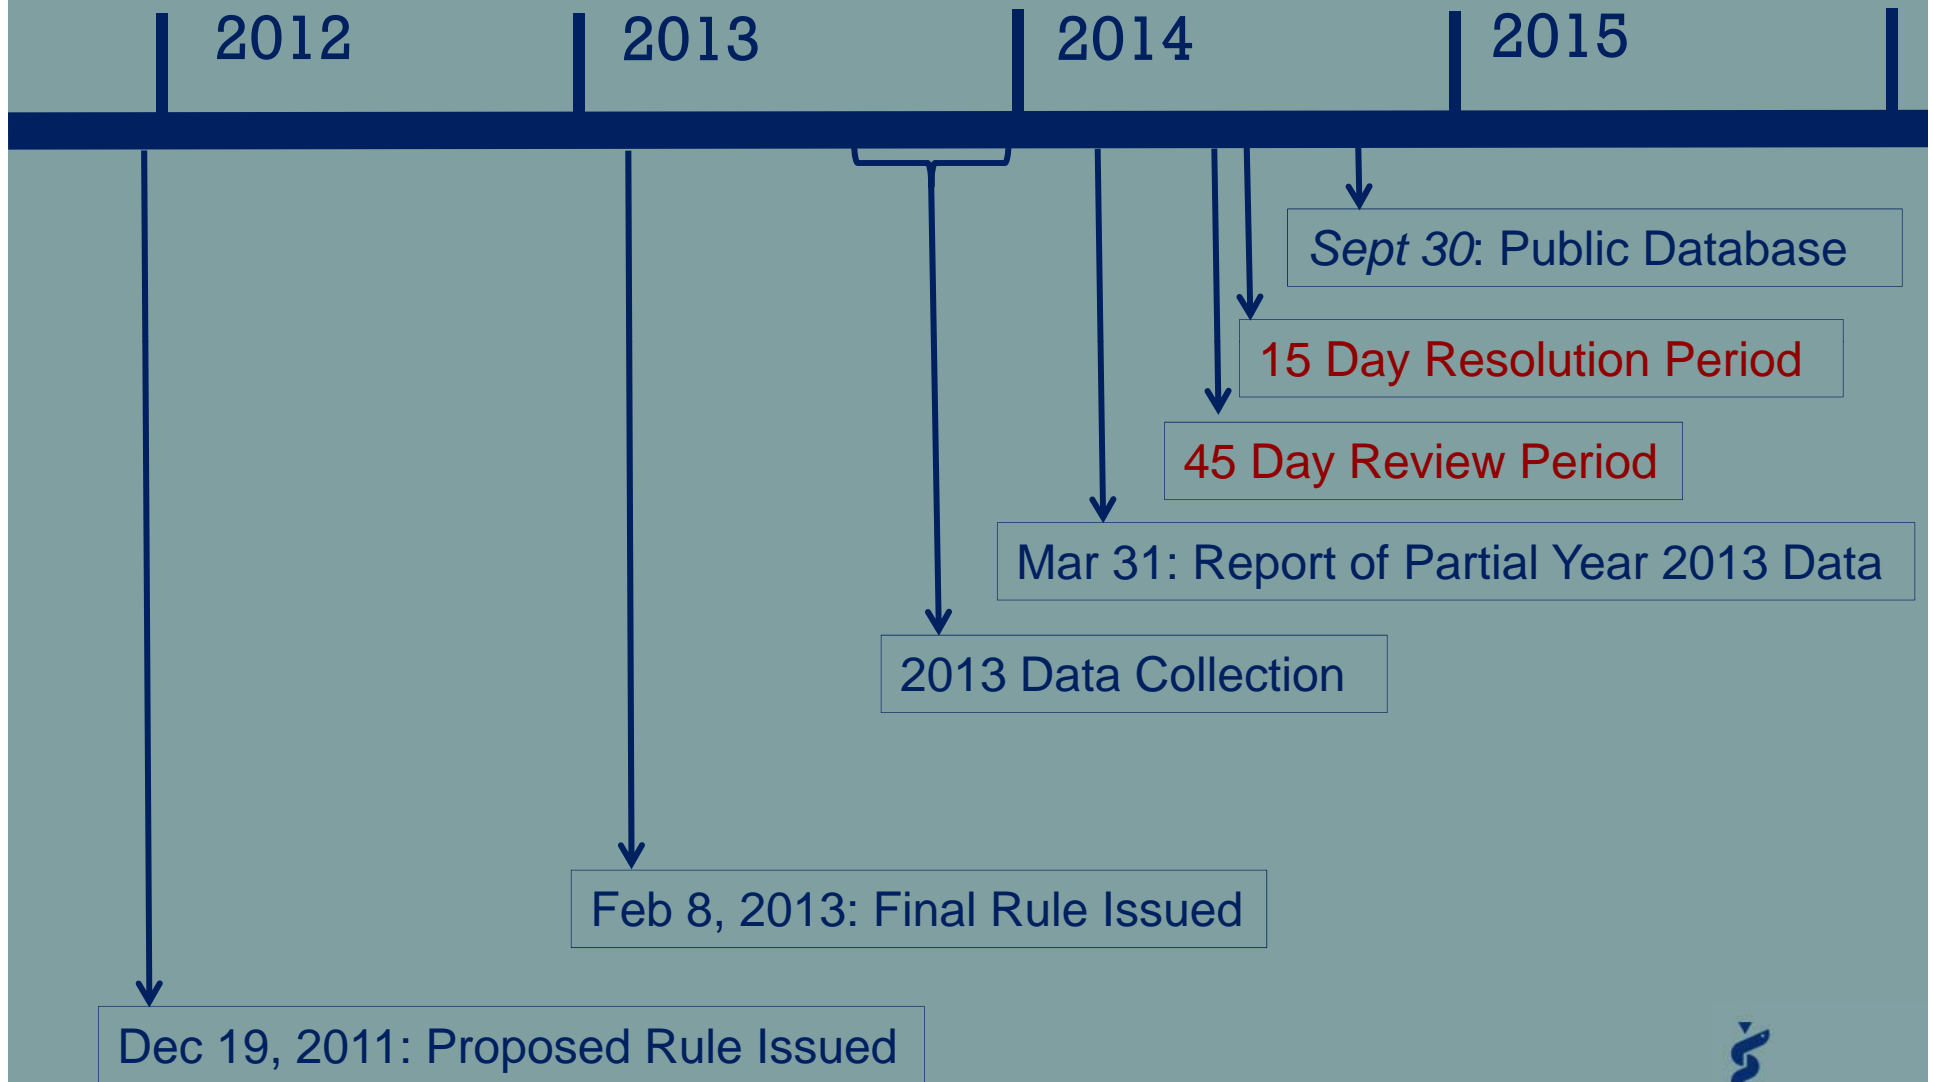 2012
2013
2014
2015
Sept 30: Public Database
15 Day Resolution Period
45 Day Review Period
Mar 31: Report of Partial Year 2013 Data
2013 Data Collection
Feb 8, 2013: Final Rule Issued
Dec 19, 2011: Proposed Rule Issued